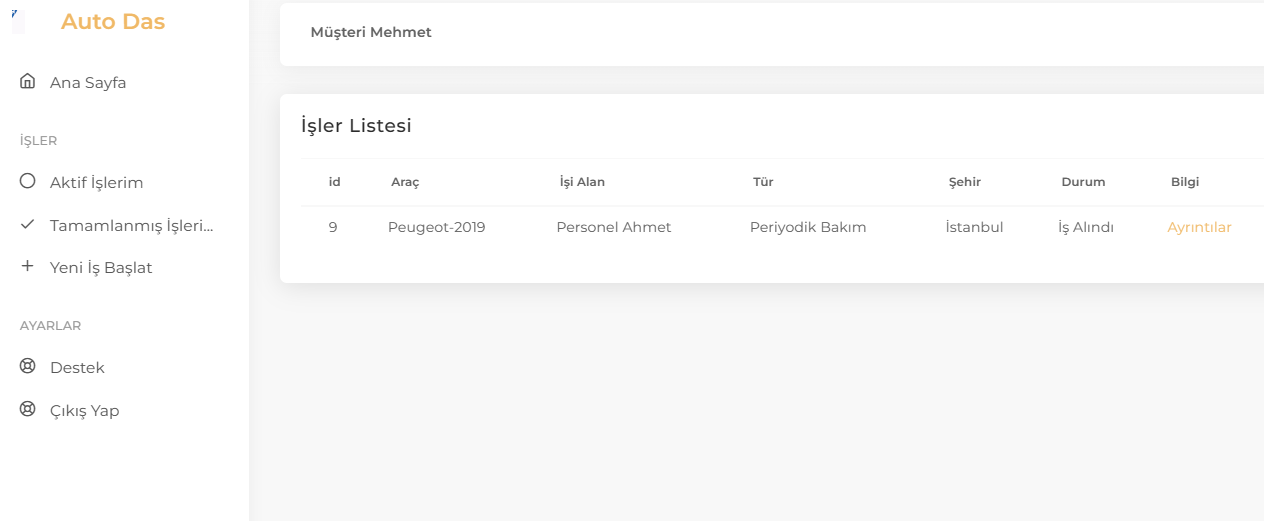 Auto Das
Ana Sayfa
İŞLER
Aktif İşlerim
Tamamlanmış İşleri...
Yeni İş Başlat
AYARLAR
Destek
Çıkış Yap
Müşteri Mehmet
İşler Listesi
id Araç İşi Alan Tür Şehir Durum Bilgi
9 Peugeot-2019 Personel Ahmet Periyodik Bakım İstanbul İş Alındı Ayrıntılar